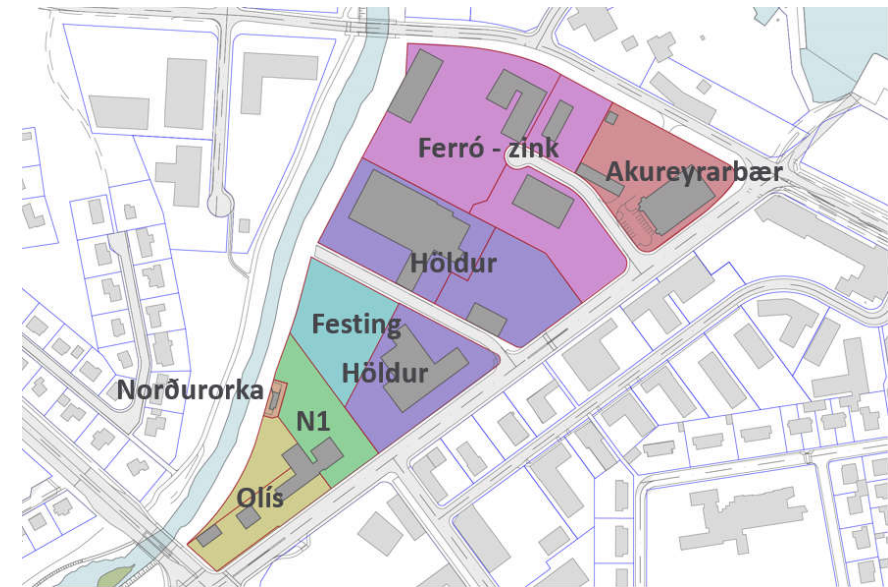 Ferró - zink
Akureyrarbær
Höldur
Festing
Höldur
Norðurorka
N1
Olís